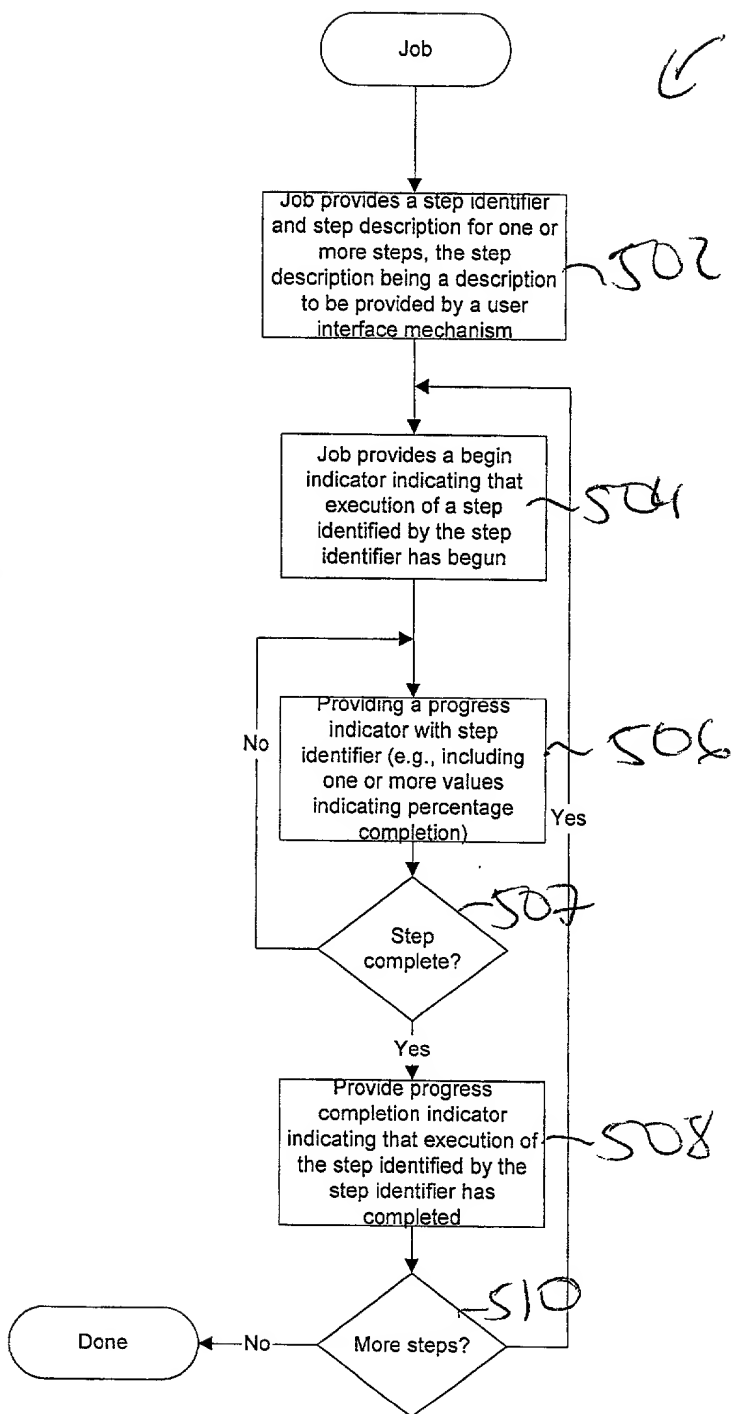 Job
Job provides a step identifier
and step description for one or
more steps, the step
description being a description
to be provided by a user
interface mechanism
502
Job provides a begin
indicator indicating that
execution of a step
identified by the step
identifier has begun
504
Providing a progress
indicator with step
identifier (e.g., including
one or more values
indicating percentage
completion)
506
No
Yes
507
Step
complete?
Yes
Provide progress
completion indicator
indicating that execution of
the step identified by the
step identifier has
completed
508
510
More steps?
No
Done